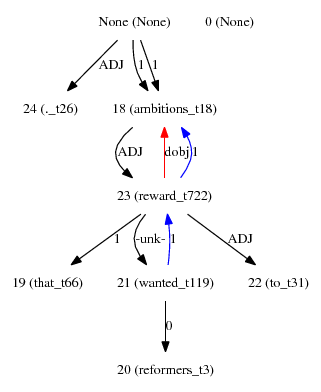 None (None) 0 (None)
ADJ 1 1
24 (._t26) 18 (ambitions_t18)
ADJ dobj 1
23 (reward_t722)
1 -unk- 1 ADJ
19 (that_t66) 21 (wanted_t119) 22 (to_t31)
0
20 (reformers_t3)